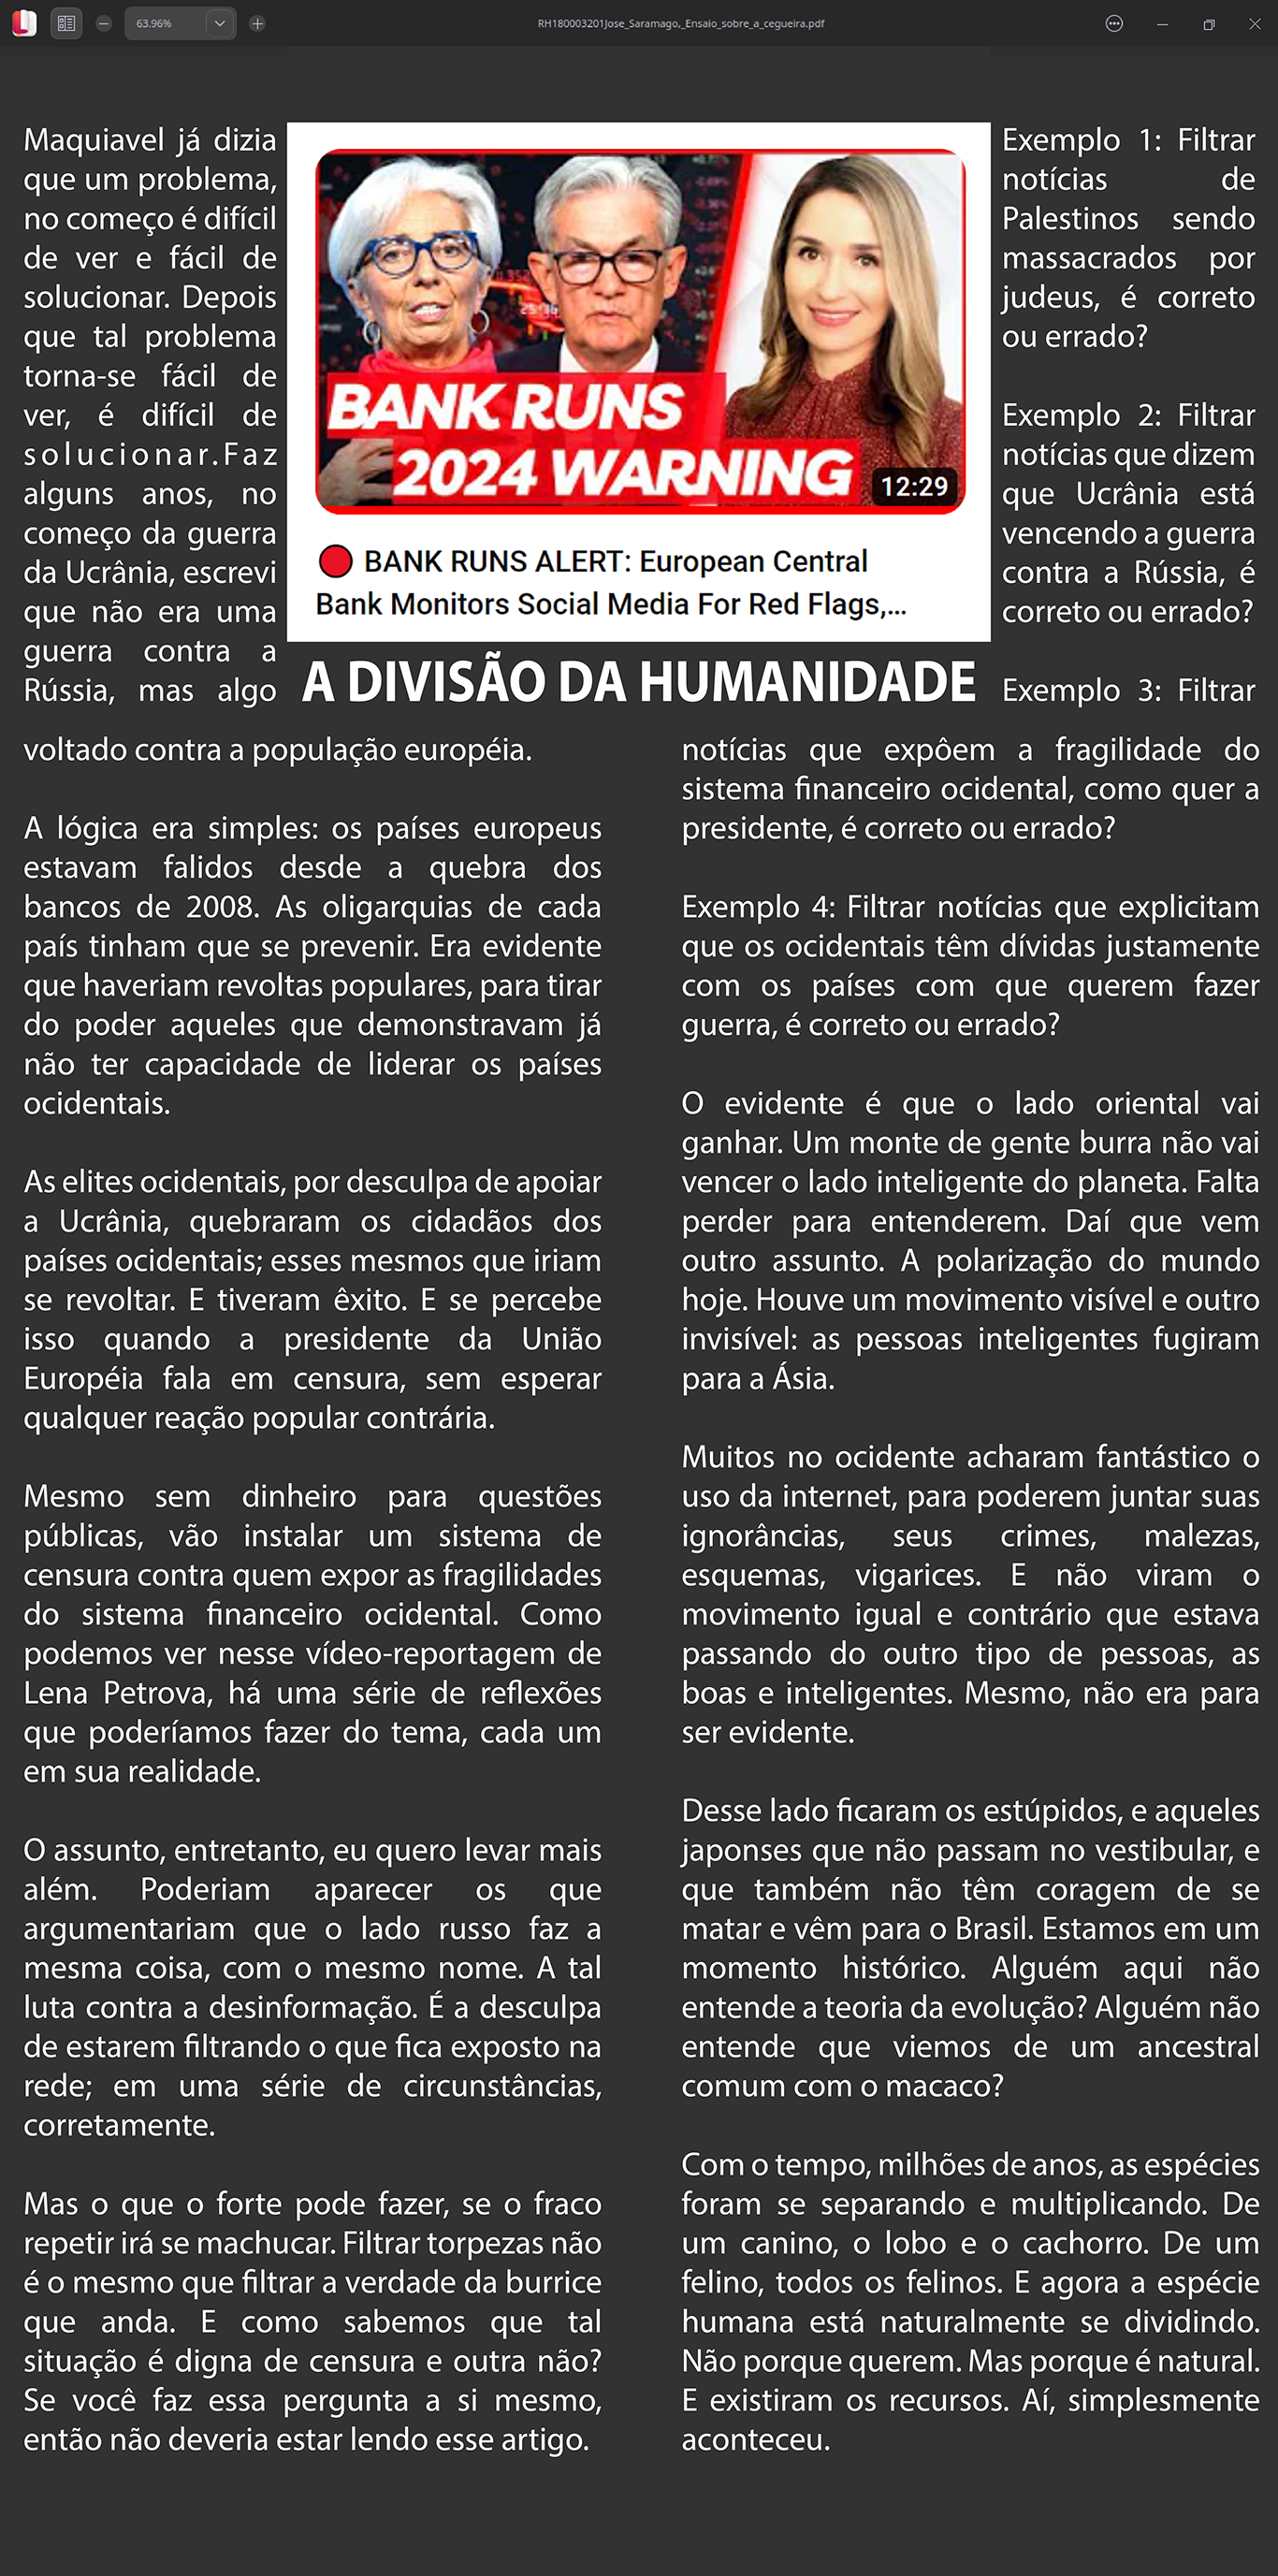 63.96%
RH180003201Jose_Saramago,_Ensaio_sobre_a_cegueira.pdf
Maquiavel já dizia
que um problema,
no começo é difícil
de ver e fácil de
solucionar. Depois
que tal problema
torna-se fácil de
ver, é difícil de
solucionar.Faz
alguns anos, no
começo da guerra
da Ucrânia, escrevi
que não era uma
guerra contra a
Rússia, mas algo
BANK RUNS
2024 WARNING
12:29
BANK RUNS ALERT: European Central
Bank Monitors Social Media For Red Flags,...
A DIVISÃO DA HUMANIDADE
voltado contra a população européia.
A lógica era simples: os países europeus
estavam falidos desde a quebra dos
bancos de 2008. As oligarquias de cada
país tinham que se prevenir. Era evidente
que haveriam revoltas populares, para tirar
do poder aqueles que demonstravam já
não ter capacidade de liderar os países
ocidentais.
As elites ocidentais, por desculpa de apoiar
a Ucrânia, quebraram os cidadãos dos
países ocidentais; esses mesmos que iriam
se revoltar. E tiveram êxito. E se percebe
isso quando a presidente da União
Européia fala em censura, sem esperar
qualquer reação popular contrária.
Mesmo sem dinheiro para questões
públicas, vão instalar um sistema de
censura contra quem expor as fragilidades
do sistema financeiro ocidental. Como
podemos ver nesse vídeo-reportagem de
Lena Petrova, há uma série de reflexões
que poderíamos fazer do tema, cada um
em sua realidade.
O assunto, entretanto, eu quero levar mais
além. Poderiam aparecer os que
argumentariam que o lado russo faz a
mesma coisa, com o mesmo nome. A tal
luta contra a desinformação. É a desculpa
de estarem filtrando o que fica exposto na
rede; em uma série de circunstâncias,
corretamente.
Mas o que o forte pode fazer, se o fraco
repetir irá se machucar. Filtrar torpezas não
é o mesmo que filtrar a verdade da burrice
que anda. E como sabemos que tal
situação é digna de censura e outra não?
Se você faz essa pergunta a si mesmo,
então não deveria estar lendo esse artigo.
Exemplo 1: Filtrar
notícias de
Palestinos sendo
massacrados por
judeus, é correto
ou errado?
Exemplo 2: Filtrar
notícias que dizem
que Ucrânia está
vencendo a guerra
contra a Rússia, é
correto ou errado?
Exemplo 3: Filtrar
notícias que expôem a fragilidade do
sistema financeiro ocidental, como quer a
presidente, é correto ou errado?
Exemplo 4: Filtrar notícias que explicitam
que os ocidentais têm dívidas justamente
com os países com que querem fazer
guerra, é correto ou errado?
O evidente é que o lado oriental vai
ganhar. Um monte de gente burra não vai
vencer o lado inteligente do planeta. Falta
perder para entenderem. Daí que vem
outro assunto. A polarização do mundo
hoje. Houve um movimento visível e outro
invisível: as pessoas inteligentes fugiram
para a Ásia.
Muitos no ocidente acharam fantástico o
uso da internet, para poderem juntar suas
ignorâncias, seus crimes, malezas,
esquemas, vigarices. E não viram o
movimento igual e contrário que estava
passando do outro tipo de pessoas, as
boas e inteligentes. Mesmo, não era para
ser evidente.
Desse lado ficaram os estúpidos, e aqueles
japonses que não passam no vestibular, e
que também não têm coragem de se
matar e vêm para o Brasil. Estamos em um
momento histórico. Alguém aqui não
entende a teoria da evolução? Alguém não
entende que viemos de um ancestral
comum com o macaco?
Com o tempo, milhões de anos, as espécies
foram se separando e multiplicando. De
um canino, o lobo e o cachorro. De um
felino, todos os felinos. E agora a espécie
humana está naturalmente se dividindo.
Não porque querem. Mas porque é natural.
E existiram os recursos. Aí, simplesmente
aconteceu.